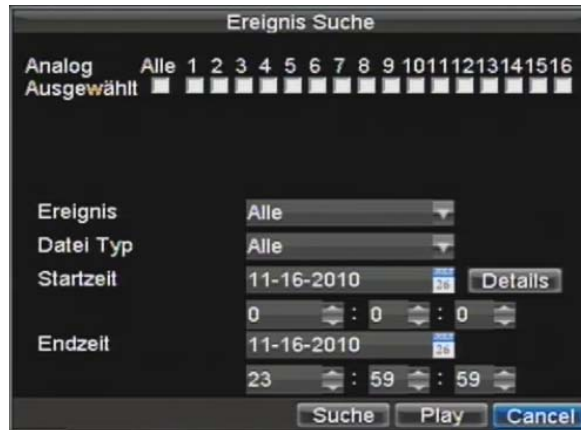 Ereignis Suche
Analog Alle 1 2 3 4 5 6 7 8 9 10 11 12 13 14 15 16
Ausgewählt
Ereignis Alle
Datei Typ Alle
Startzeit 11-16-2010 26 Details
0 : 0 : 0
Endzeit 11-16-2010 26
23 : 59 : 59
Suche Play Cancel